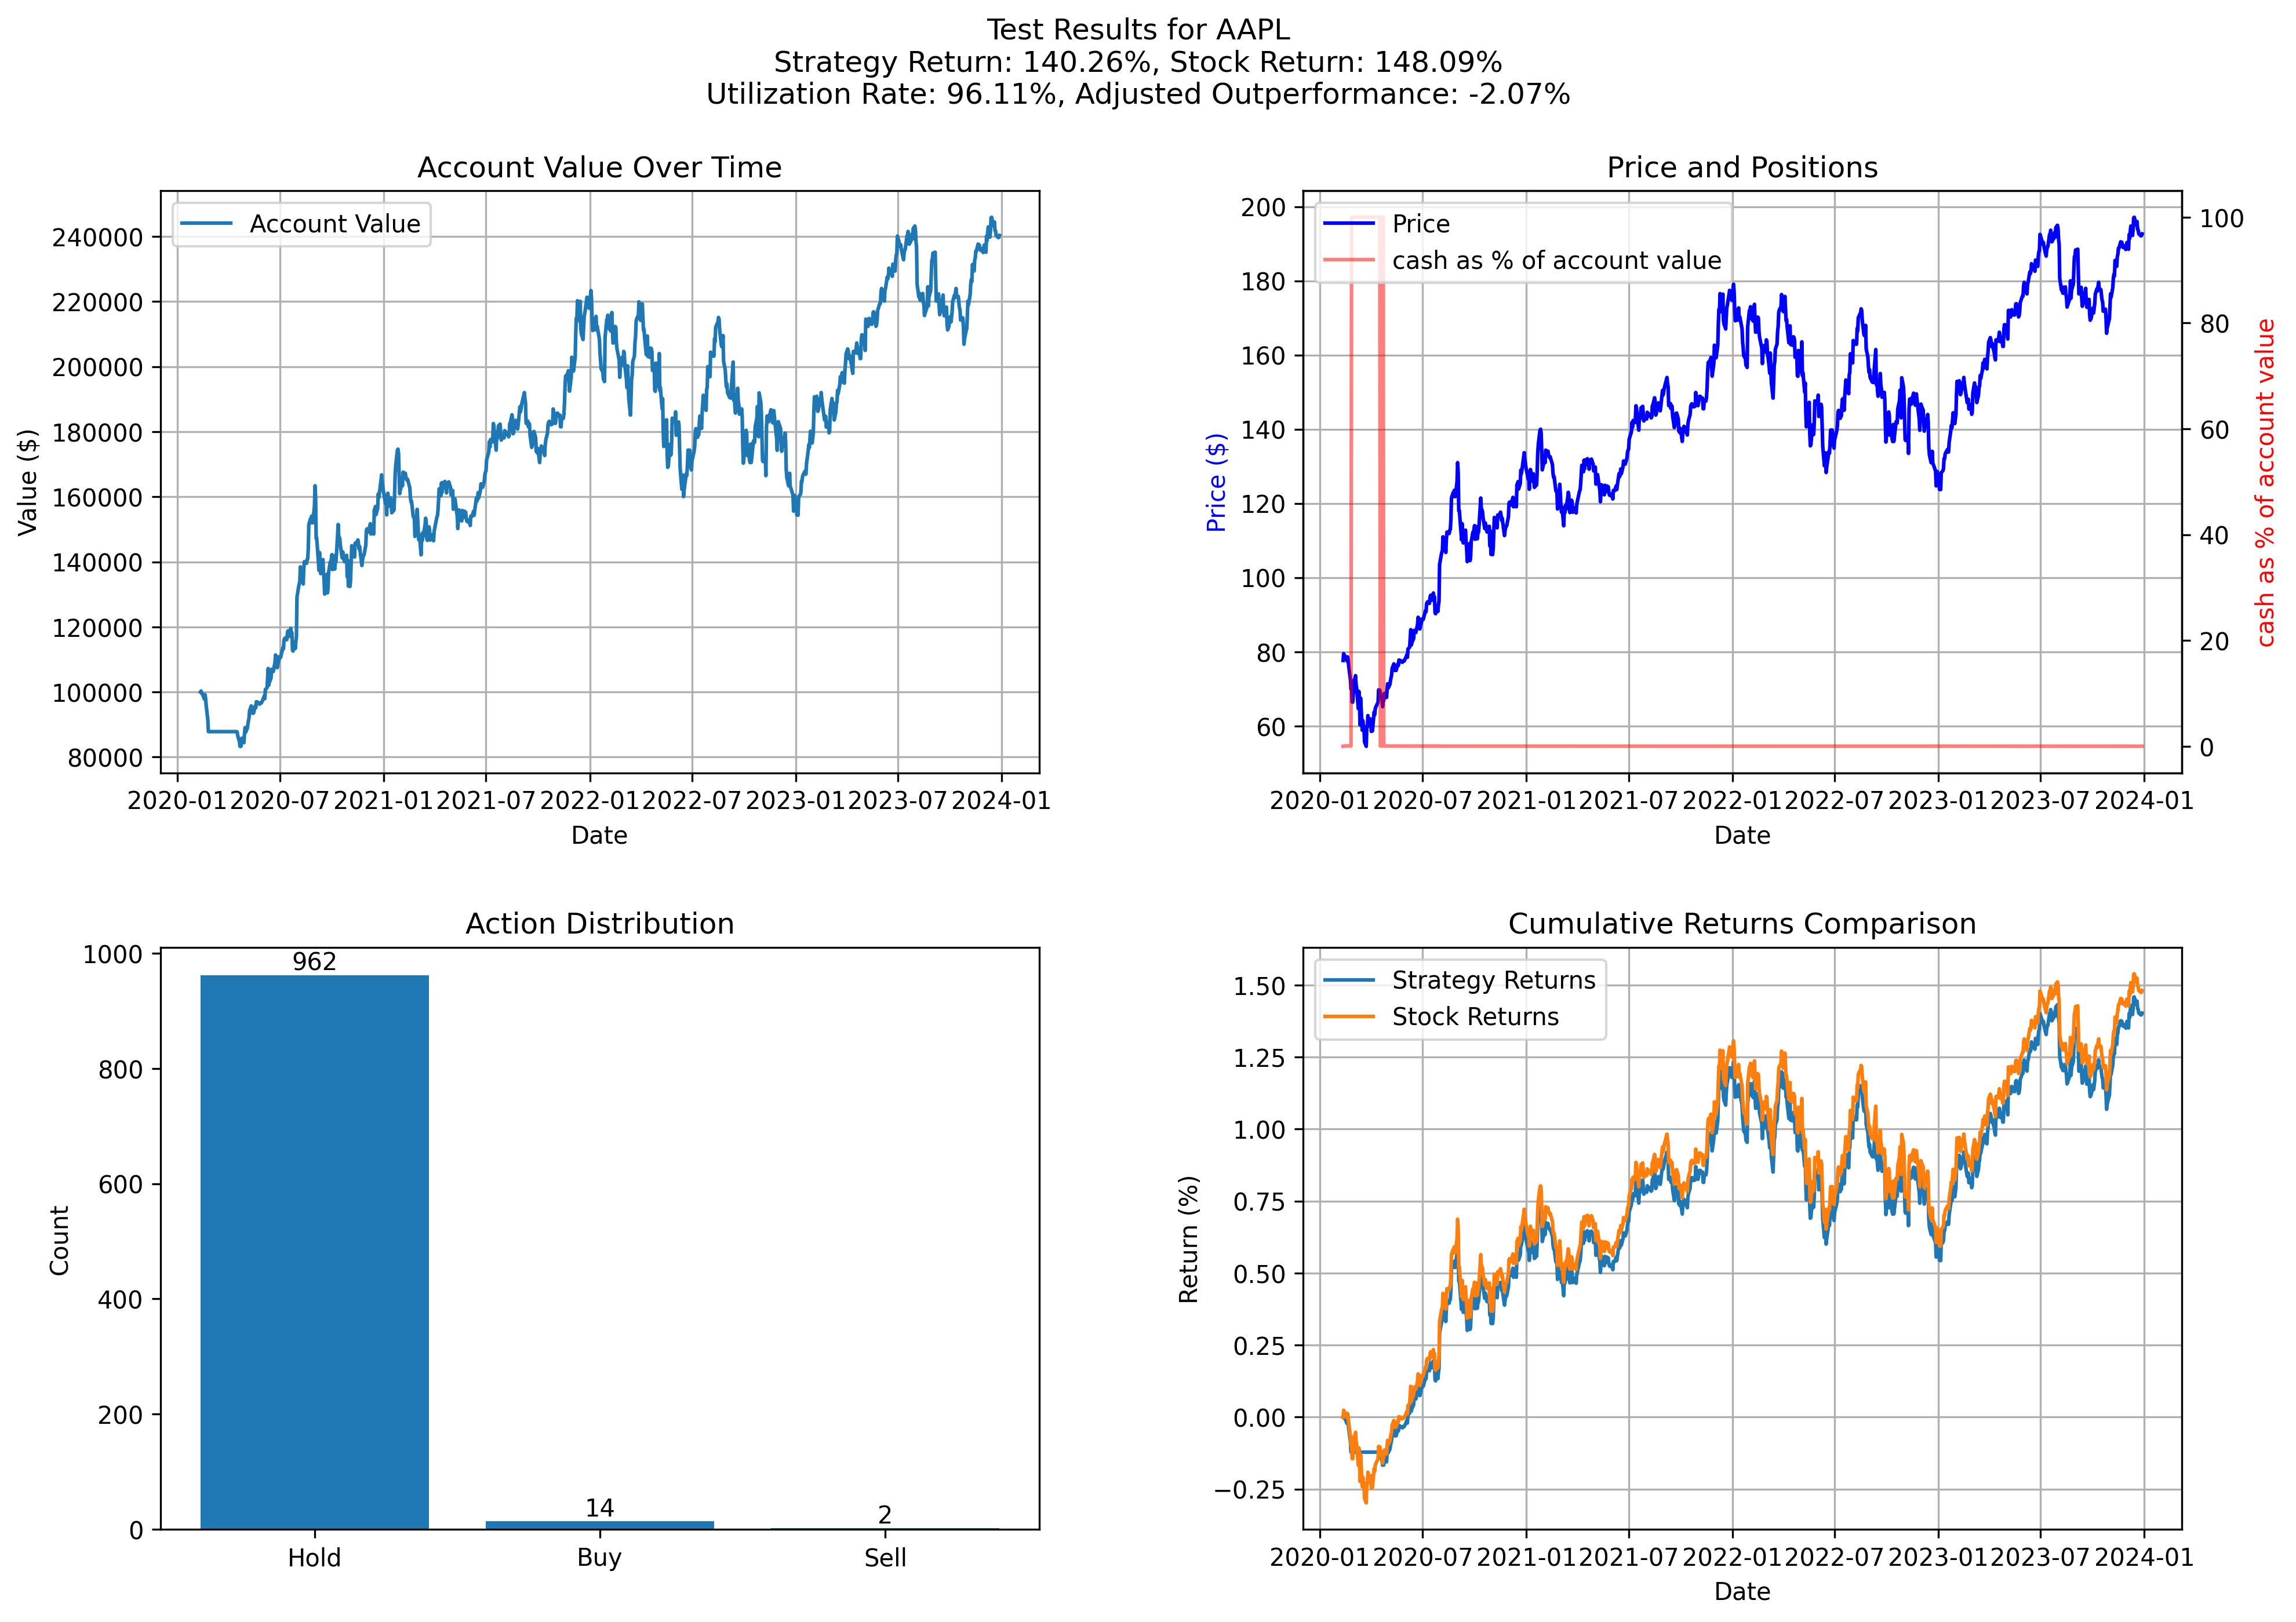 Test Results for AAPL
Strategy Return: 140.26%, Stock Return: 148.09%
Utilization Rate: 96.11%, Adjusted Outperformance: -2.07%
Account Value Over Time
Account Value
240000
220000
200000
180000
160000
140000
120000
100000
80000
Value ($)
2020-01 2020-07 2021-01 2021-07 2022-01 2022-07 2023-01 2023-07 2024-01
Date
Price and Positions
Price
cash as % of account value
200
180
160
140
120
100
80
60
Price ($)
100
80
60
40
20
0
cash as % of account value
2020-01 2020-07 2021-01 2021-07 2022-01 2022-07 2023-01 2023-07 2024-01
Date
Action Distribution
1000
800
600
400
200
0
Count
962
14
2
Hold Buy Sell
Cumulative Returns Comparison
Strategy Returns
Stock Returns
1.50
1.25
1.00
0.75
0.50
0.25
0.00
−0.25
Return (%)
2020-01 2020-07 2021-01 2021-07 2022-01 2022-07 2023-01 2023-07 2024-01
Date